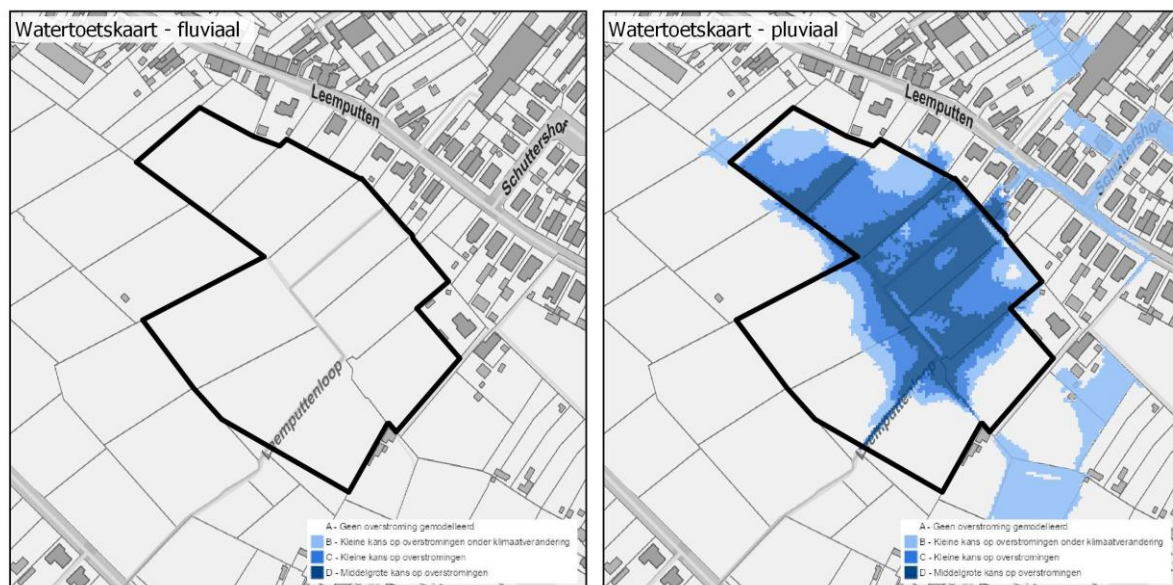 Watertoetskaart - fluviaal
Leemputten
Schuttershof
Leemputtenloop
A - Geen overstroming gemodelleerd
B - Kleine kans op overstromingen onder klimaatverandering
C - Kleine kans op overstromingen
D - Middelgrote kans op overstromingen
Watertoetskaart - pluviaal
Leemputten
Schuttershof
Leemputtenloop
A - Geen overstroming gemodelleerd
B - Kleine kans op overstromingen onder klimaatverandering
C - Kleine kans op overstromingen
D - Middelgrote kans op overstromingen